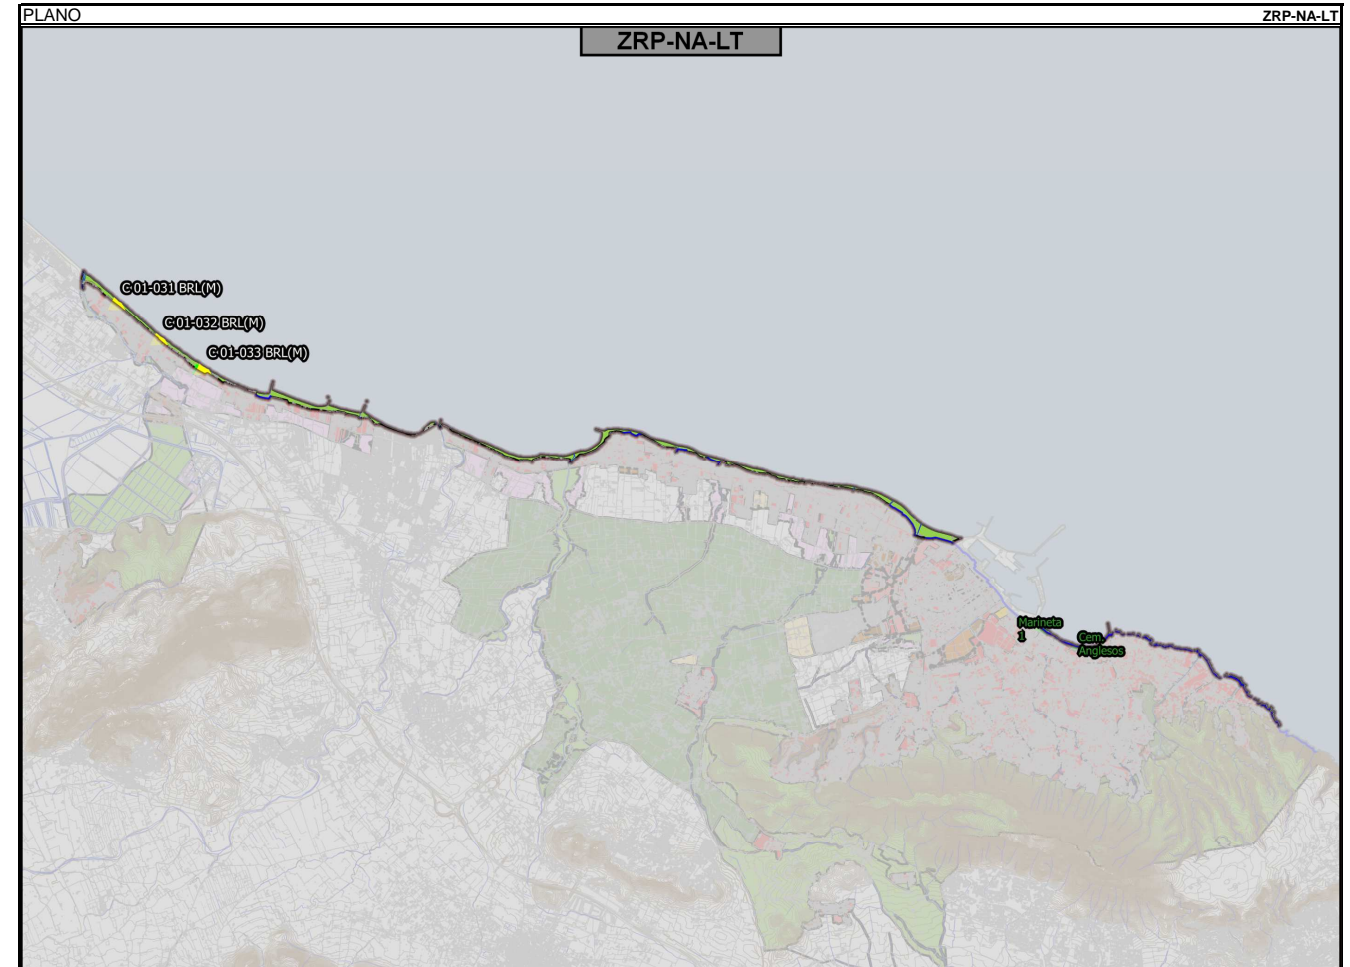 PLANO
ZRP-NA-LT
ZRP-NA-LT
C 01-031 BRL(M)
C 01-032 BRL(M)
C 01-033 BRL(M)
Marineta
1
Cem.
Anglesos